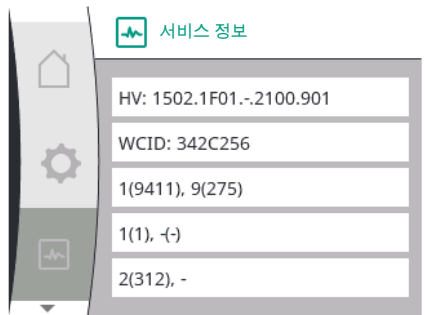 서비스 정보
HV: 1502.1F01.-.2100.901
WCID: 342C256
1(9411), 9(275)
1(1), -(-)
2(312), -